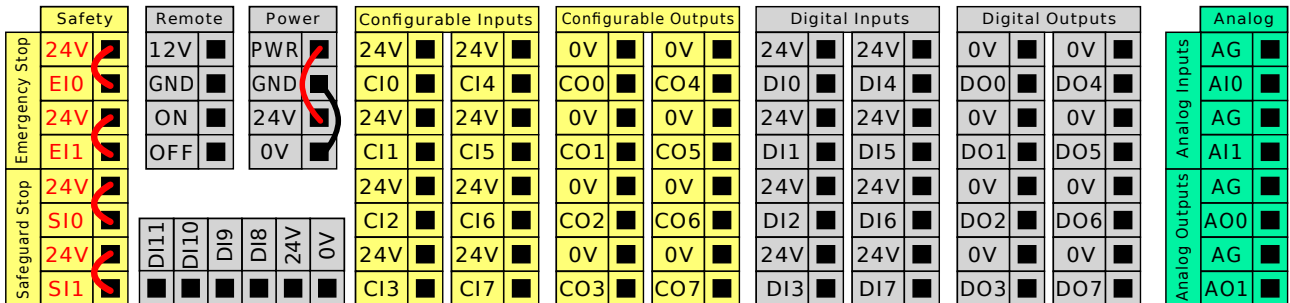 Safety
Remote
Power
Configurable Inputs
Configurable Outputs
Digital Inputs
Digital Outputs
Analog
Emergency Stop
24V
EI0
24V
EI1
Safeguard Stop
24V
SI0
24V
SI1
12V
GND
ON
OFF
PWR
GND
24V
0V
DI11
DI10
DI9
DI8
24V
0V
24V 24V
CI0 CI4
24V 24V
CI1 CI5
24V 24V
CI2 CI6
24V 24V
CI3 CI7
0V 0V
CO0 CO4
0V 0V
CO1 CO5
0V 0V
CO2 CO6
0V 0V
CO3 CO7
24V 24V
DI0 DI4
24V 24V
DI1 DI5
24V 24V
DI2 DI6
24V 24V
DI3 DI7
0V 0V
DO0 DO4
0V 0V
DO1 DO5
0V 0V
DO2 DO6
0V 0V
DO3 DO7
Analog Inputs
AG
AI0
AG
AI1
Analog Outputs
AG
AO0
AG
AO1